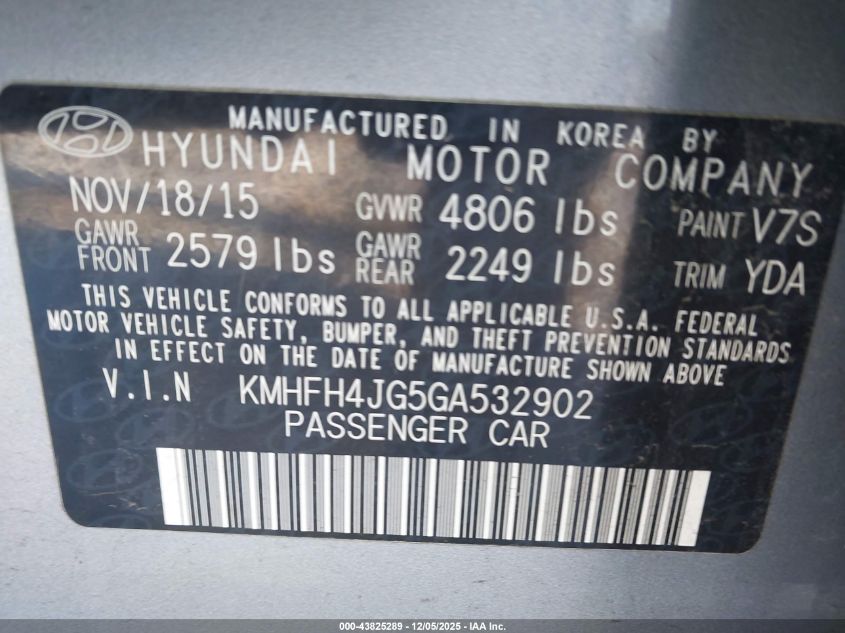 MANUFACTURED IN KOREA BY
HYUNDAI MOTOR COMPANY
NOV/18/15 GVWR 4806 lbs PAINT V7S
GAWR FRONT 2579 lbs GAWR REAR 2249 lbs TRIM YDA
THIS VEHICLE CONFORMS TO ALL APPLICABLE U.S.A. FEDERAL
MOTOR VEHICLE SAFETY, BUMPER, AND THEFT PREVENTION STANDARDS
IN EFFECT ON THE DATE OF MANUFACTURE SHOWN ABOVE
V.I.N KMHFH4JG5GA532902
PASSENGER CAR
000-43825289 - 12/05/2025 - IAA Inc.